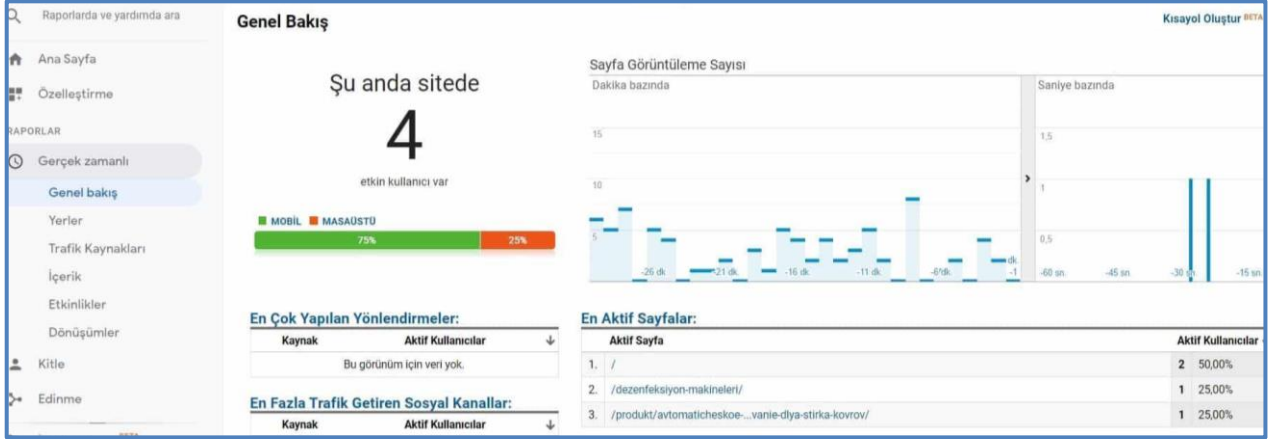 Raporlarda ve yardımda ara
Ana Sayfa
Özelleştirme
RAPORLAR
Gerçek zamanlı
Genel bakış
Yerler
Trafik Kaynakları
İçerik
Etkinlikler
Dönüşümler
Kitle
Edinme
BETA
Genel Bakış
Kısayol Oluştur BETA
Şu anda sitede
4
etkin kullanıcı var
MOBİL MASAÜSTÜ
75% 25%
Sayfa Görüntüleme Sayısı
Dakika bazında
15
10
5
-26 dk -21 dk -16 dk -11 dk -6 dk dk
-1
Saniye bazında
1,5
1
0,5
-60 sn. -45 sn -30 -15 sn.
En Çok Yapılan Yönlendirmeler:
Kaynak Aktif Kullanıcılar
Bu görünüm için veri yok.
En Fazla Trafik Getiren Sosyal Kanallar:
Kaynak Aktif Kullanıcılar
En Aktif Sayfalar:
Aktif Sayfa Aktif Kullanıcılar
1. / 2 50,00%
2. /dezenfeksiyon-makineleri/ 1 25,00%
3. /produkt/avtomaticheskoe-...vanie-dlya-stirka-kovrov/ 1 25,00%